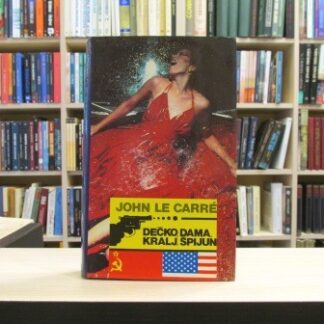 JOHN LE CARRÉ
DEČKO DAMA
KRALJ ŠPIJUN